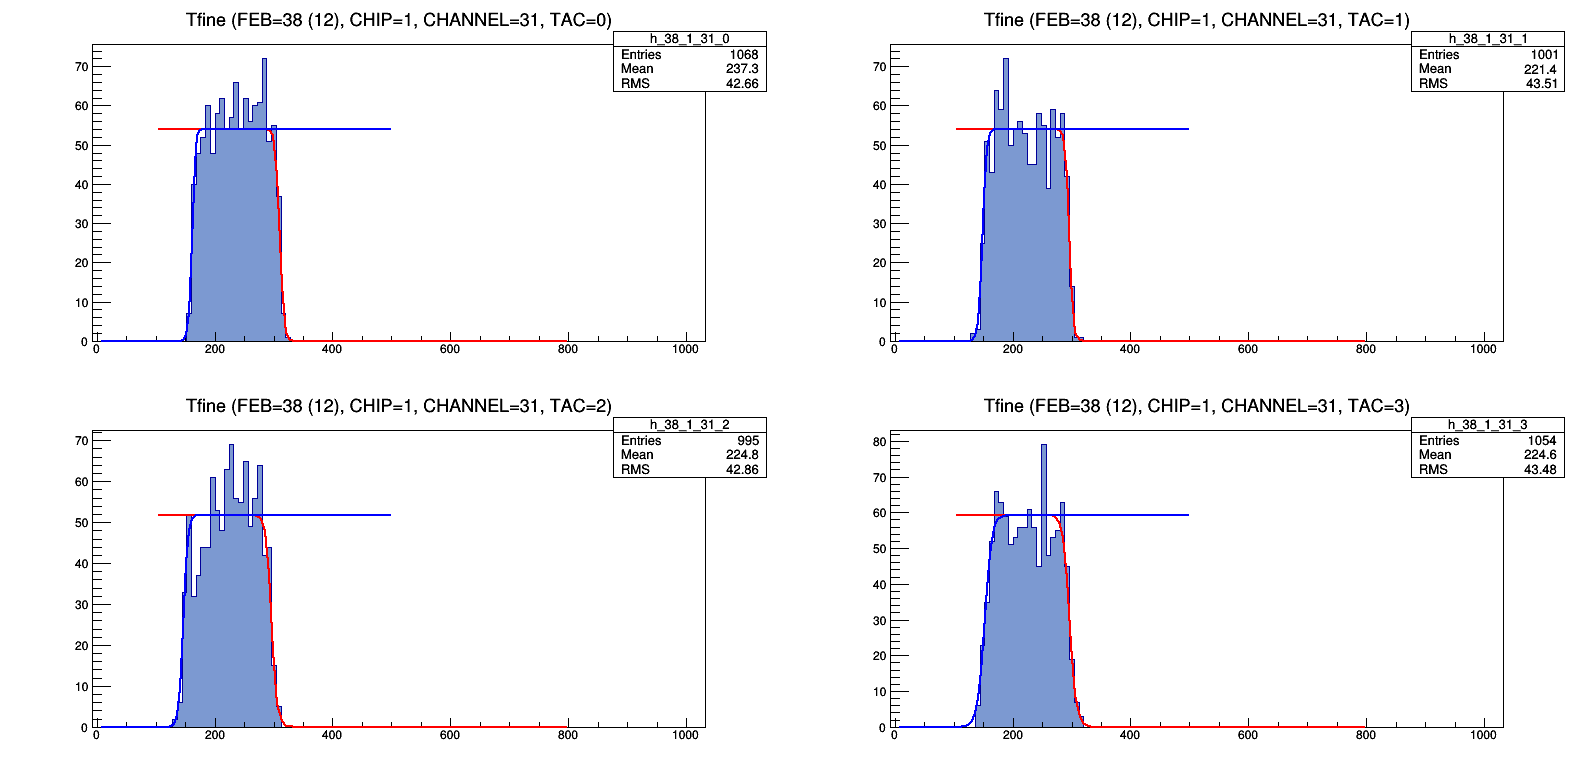 Tfine (FEB=38 (12), CHIP=1, CHANNEL=31, TAC=0)
h_38_1_31_0
Entries 1068
Mean 237.3
RMS 42.66
70
60
50
40
30
20
10
0
0 200 400 600 800 1000
Tfine (FEB=38 (12), CHIP=1, CHANNEL=31, TAC=1)
h_38_1_31_1
Entries 1001
Mean 221.4
RMS 43.51
70
60
50
40
30
20
10
0
0 200 400 600 800 1000
Tfine (FEB=38 (12), CHIP=1, CHANNEL=31, TAC=2)
h_38_1_31_2
Entries 995
Mean 224.8
RMS 42.86
70
60
50
40
30
20
10
0
0 200 400 600 800 1000
Tfine (FEB=38 (12), CHIP=1, CHANNEL=31, TAC=3)
h_38_1_31_3
Entries 1054
Mean 224.6
RMS 43.48
80
70
60
50
40
30
20
10
0
0 200 400 600 800 1000